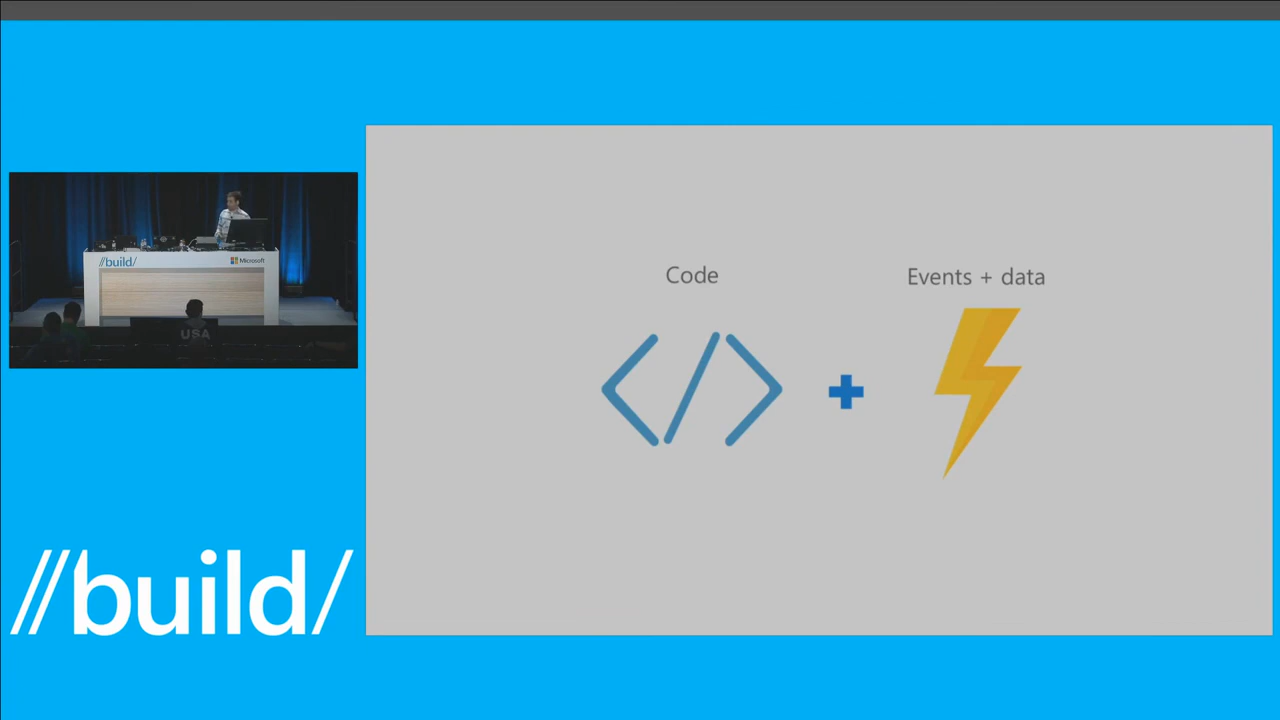 //build/
Microsoft
USA
Code
Events + data
</>
//build/